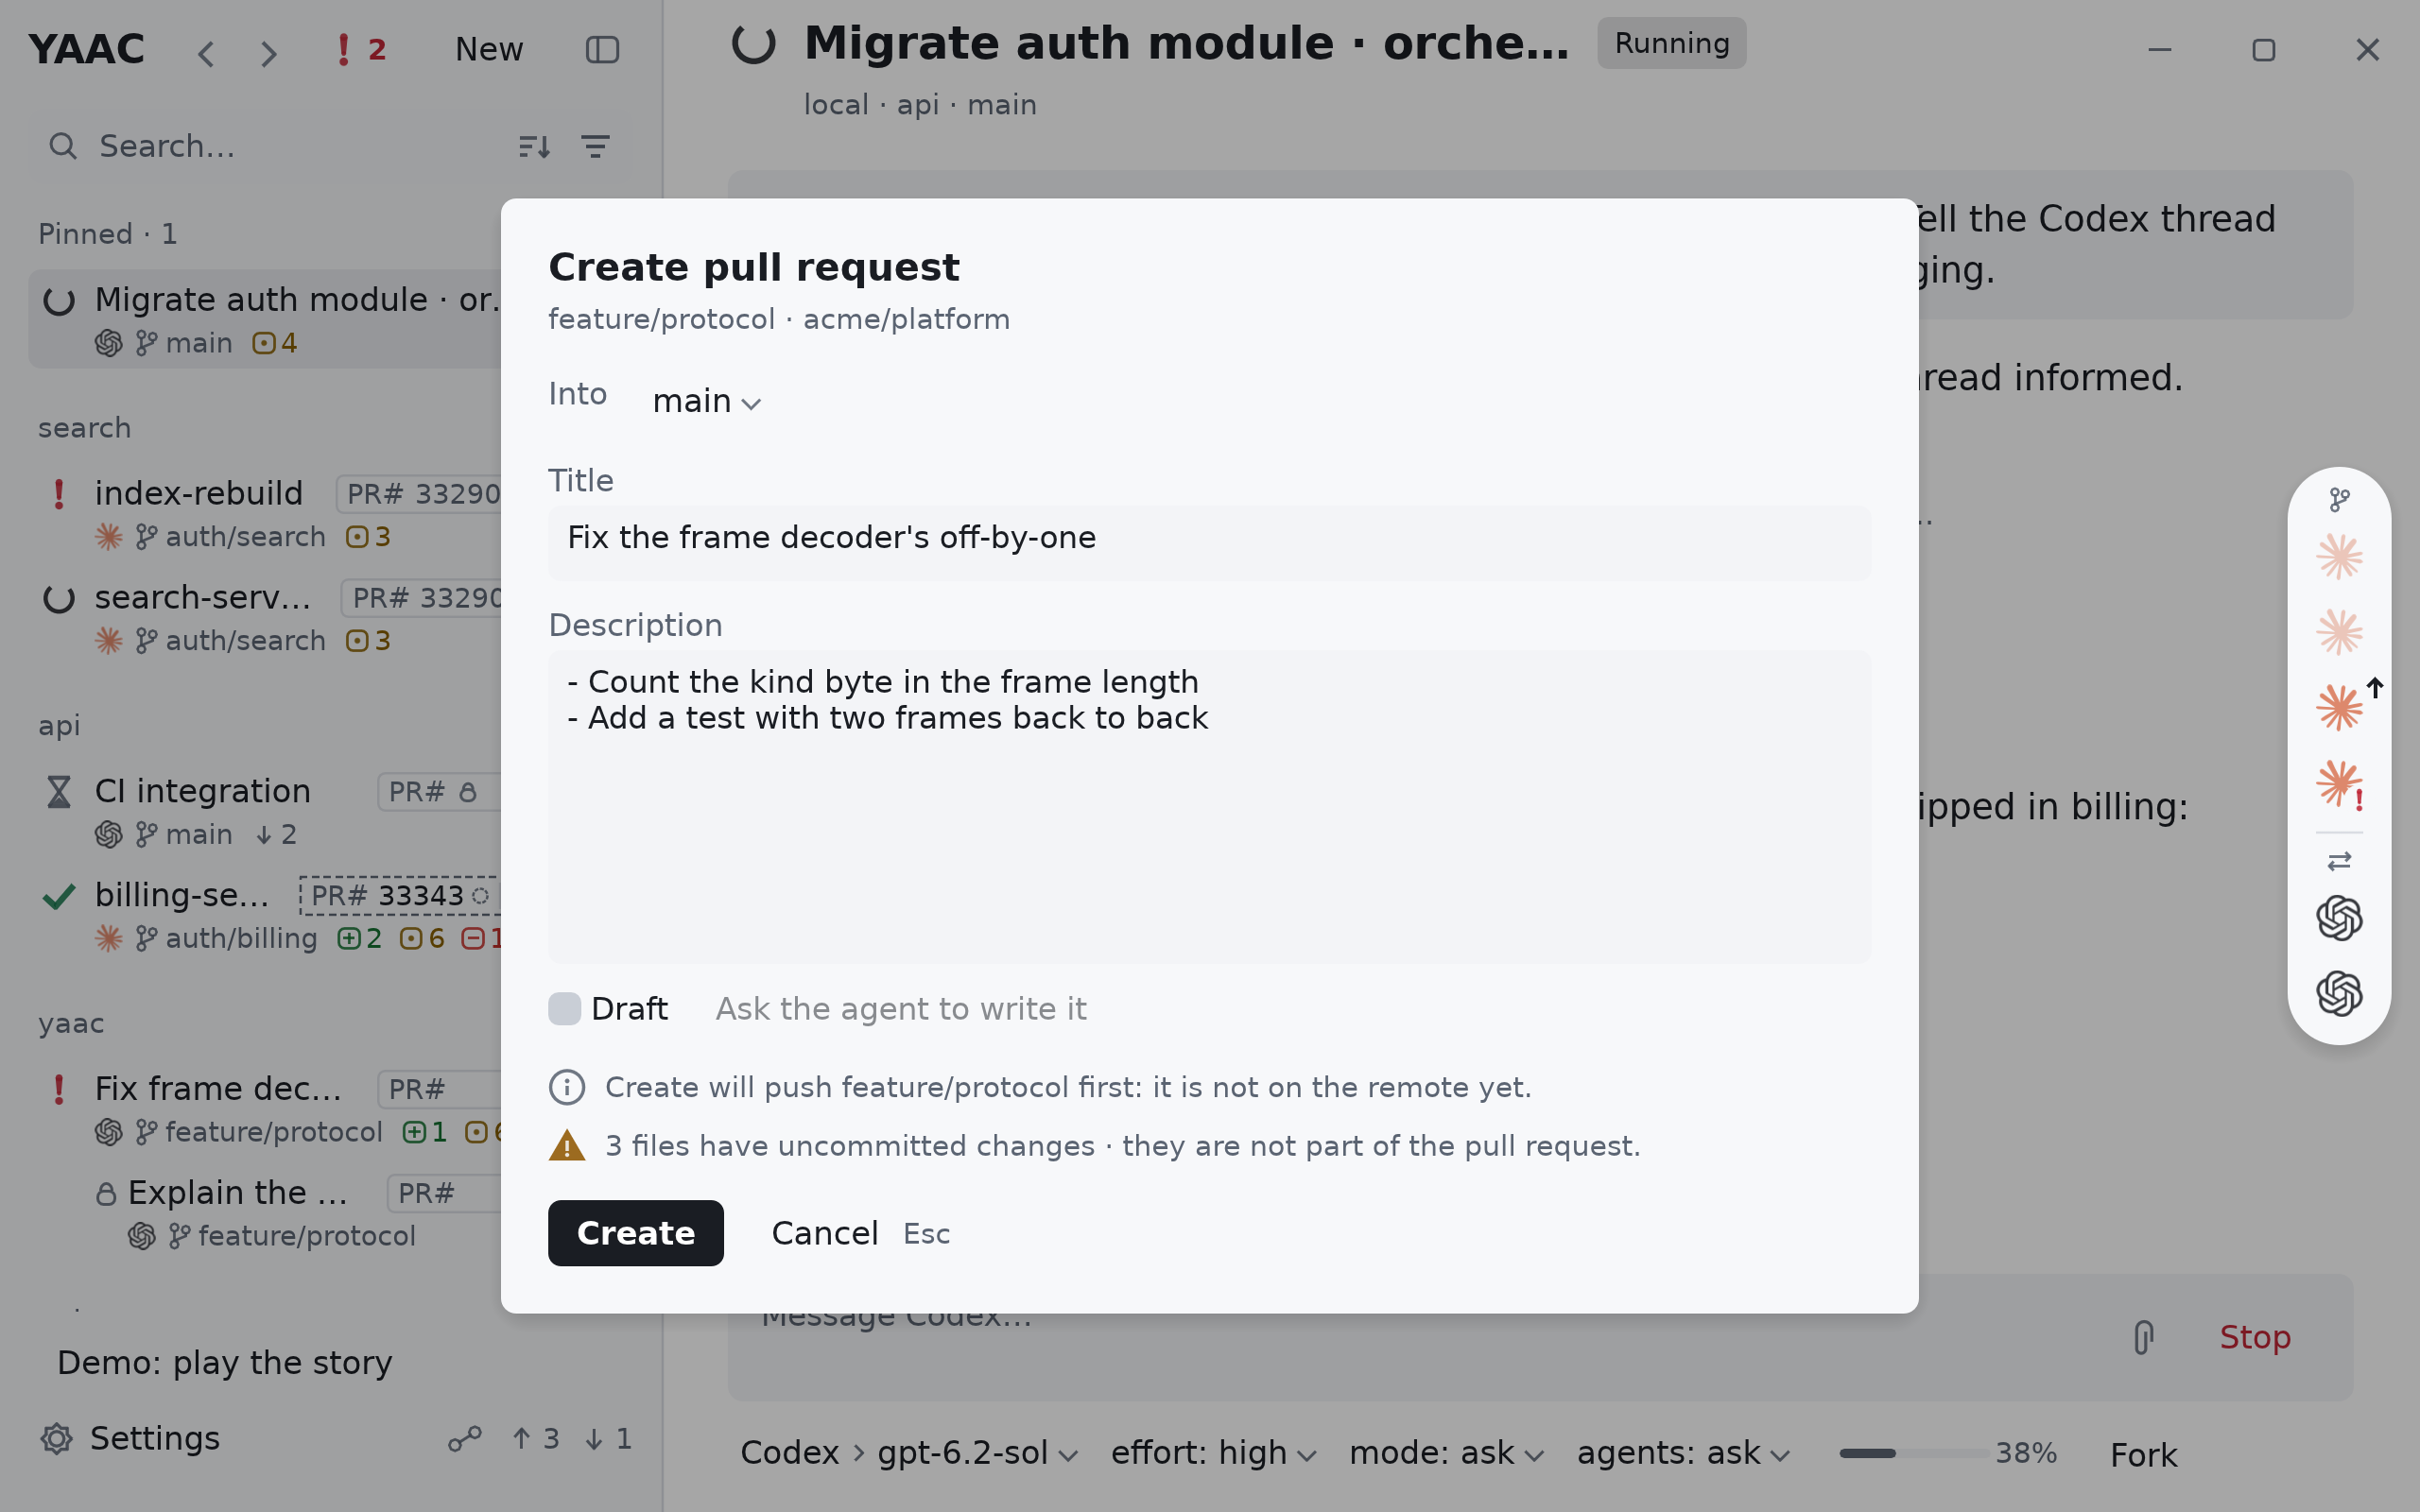 YAAC
2
New
Search...
Pinned · 1
Migrate auth module · or.
main 4
search
index-rebuild PR# 33290
auth/search 3
search-serv... PR# 33290
auth/search 3
api
CI integration PR#
main 2
billing-se... PR# 33343
auth/billing 2 6 1
yaac
Fix frame dec... PR#
feature/protocol 1
Explain the ... PR#
feature/protocol
Demo: play the story
Settings 3 1
Migrate auth module · orche... Running
local · api · main
ell the Codex thread
ging.
read informed.
..
ipped in billing:
Create pull request
feature/protocol · acme/platform
Into main
Title
Fix the frame decoder's off-by-one
Description
- Count the kind byte in the frame length
- Add a test with two frames back to back
Draft Ask the agent to write it
Create will push feature/protocol first: it is not on the remote yet.
3 files have uncommitted changes · they are not part of the pull request.
Create Cancel Esc
Message Codex...
Stop
Codex > gpt-6.2-sol effort: high mode: ask agents: ask 38% Fork